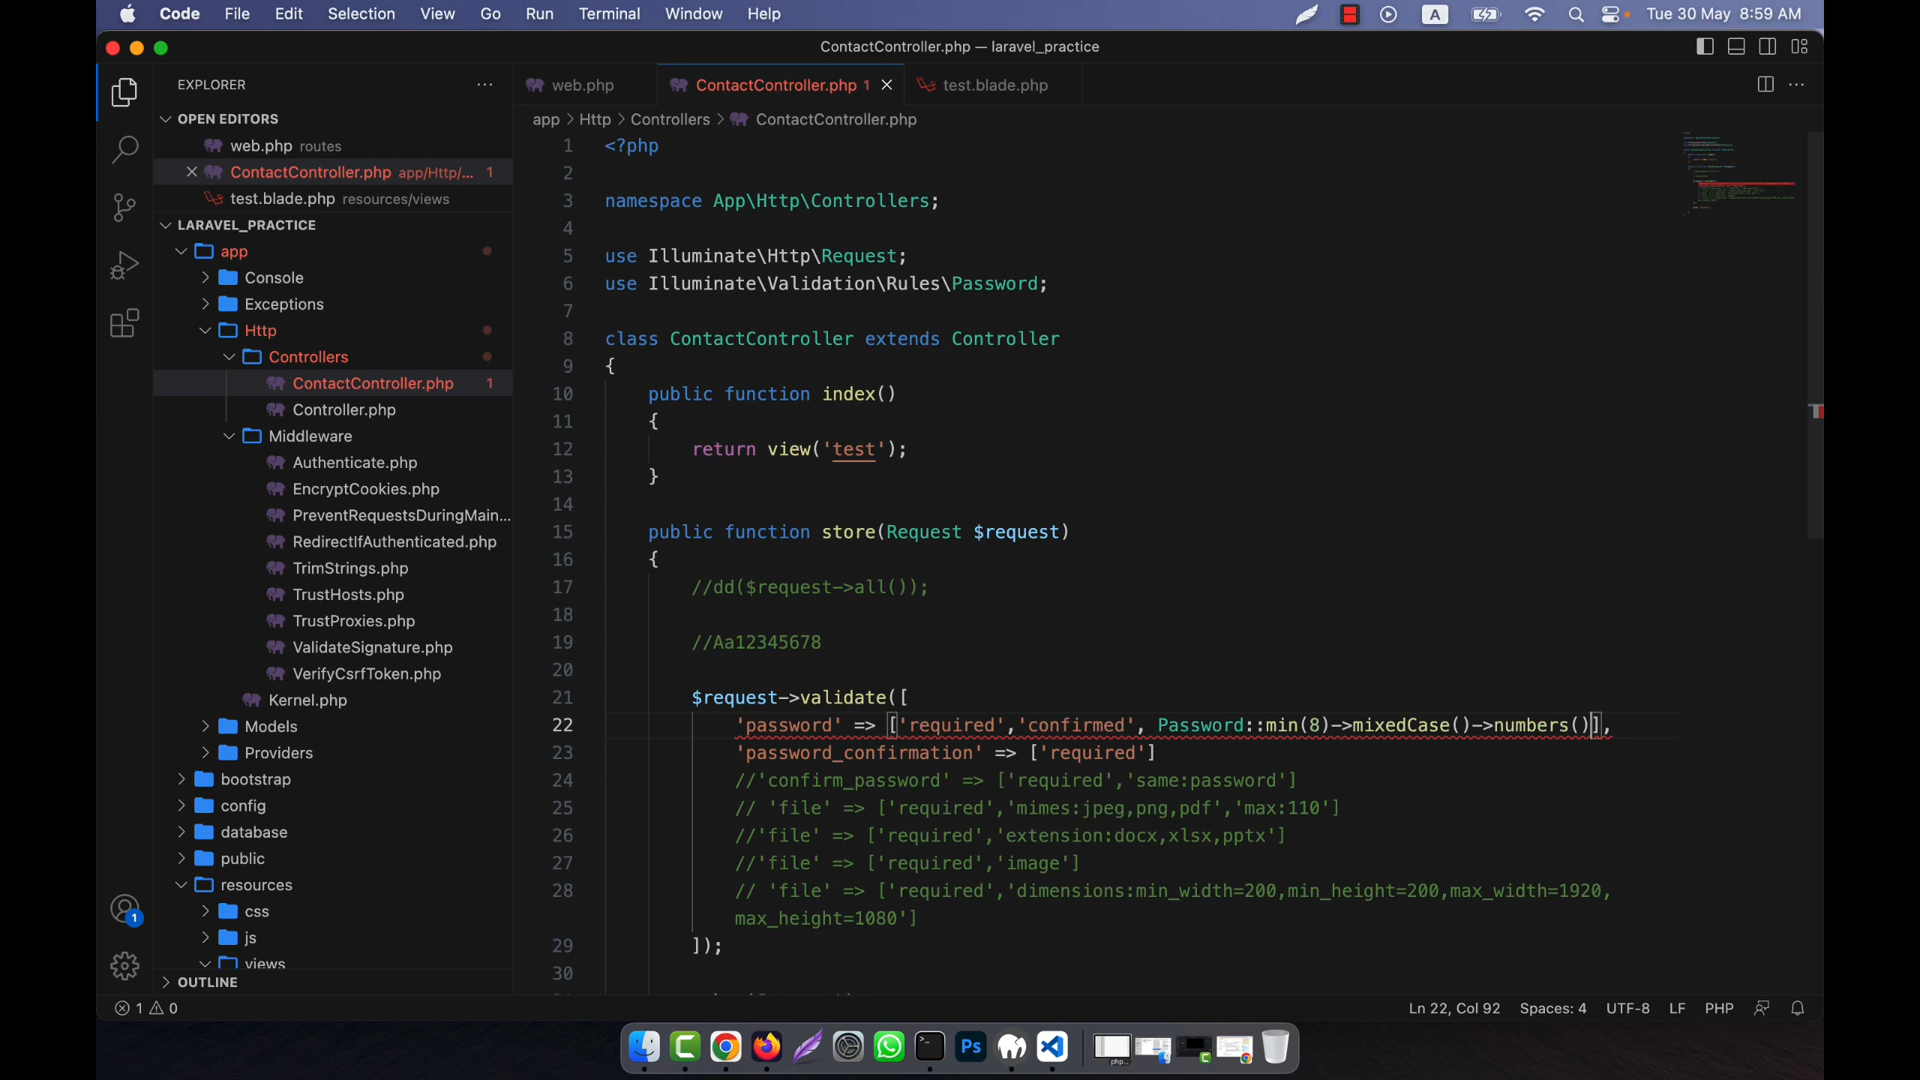 Code File Edit Selection View Go Run Terminal Window Help
A Tue 30 May 8:59 AM
ContactController.php — laravel_practice
EXPLORER
OPEN EDITORS
web.php routes
ContactController.php app/Http/... 1
test.blade.php resources/views
LARAVEL_PRACTICE
app
Console
Exceptions
Http
Controllers
ContactController.php 1
Controller.php
Middleware
Authenticate.php
EncryptCookies.php
PreventRequestsDuringMain...
RedirectIfAuthenticated.php
TrimStrings.php
TrustHosts.php
TrustProxies.php
ValidateSignature.php
VerifyCsrfToken.php
Kernel.php
Models
Providers
bootstrap
config
database
public
resources
css
js
views
OUTLINE
1
web.php ContactController.php 1 test.blade.php
app > Http > Controllers > ContactController.php
1 <?php
2
3 namespace App\Http\Controllers;
4
5 use Illuminate\Http\Request;
6 use Illuminate\Validation\Rules\Password;
7
8 class ContactController extends Controller
9 {
10 public function index()
11 {
12 return view('test');
13 }
14
15 public function store(Request $request)
16 {
17 //dd($request->all());
18
19 //Aa12345678
20
21 $request->validate([
22 'password' => ['required','confirmed', Password::min(8)->mixedCase()->numbers()],
23 'password_confirmation' => ['required']
24 //'confirm_password' => ['required','same:password']
25 // 'file' => ['required','mimes:jpeg,png,pdf','max:110']
26 //'file' => ['required','extension:docx,xlsx,pptx']
27 //'file' => ['required','image']
28 // 'file' => ['required','dimensions:min_width=200,min_height=200,max_width=1920,
max_height=1080']
29 ]);
30
1 0 Ln 22, Col 92 Spaces: 4 UTF-8 LF PHP
Ps
php